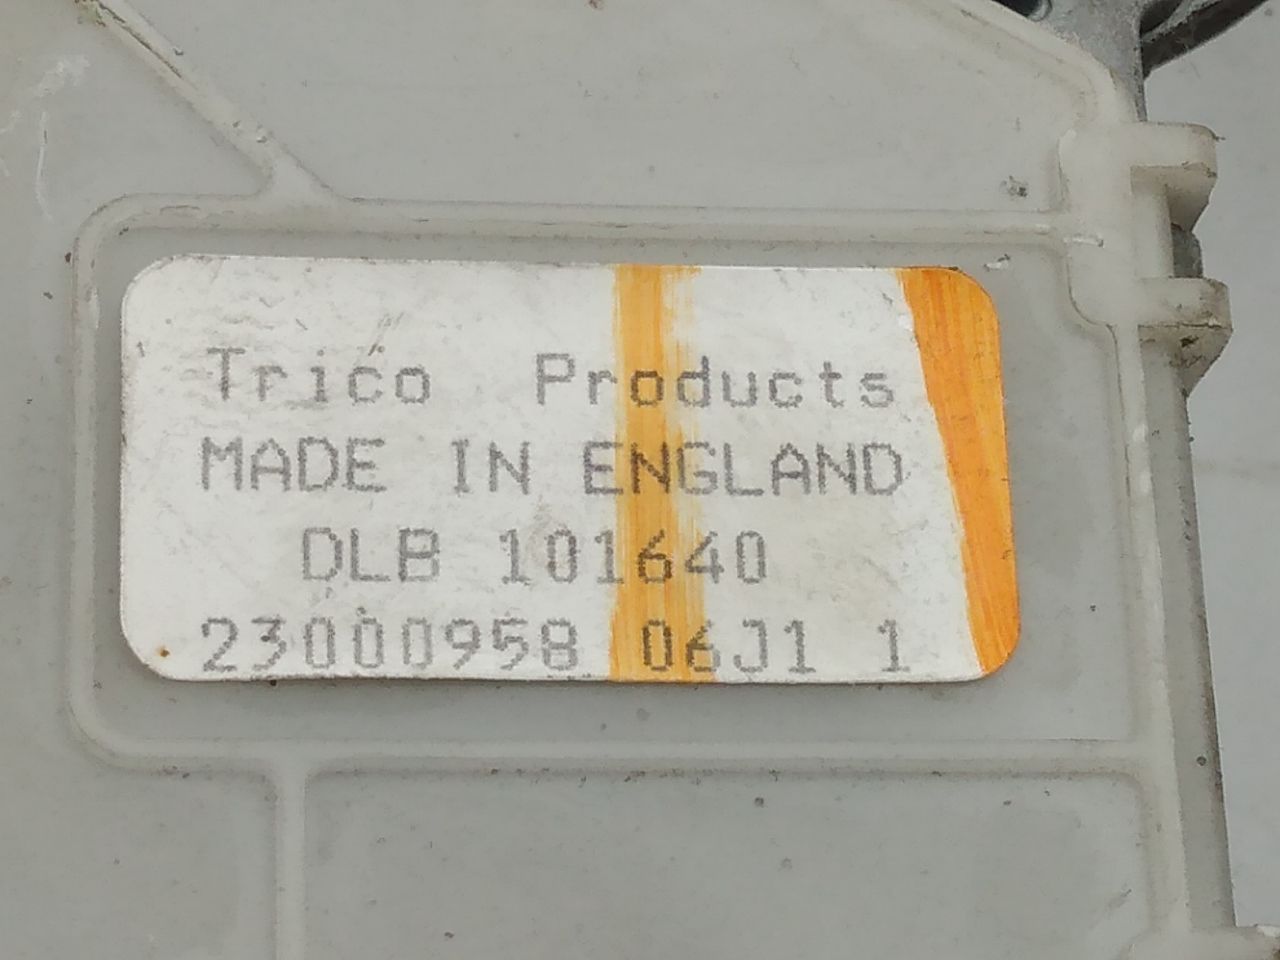 Trico Products
MADE IN ENGLAND
DLB 101640
23000958 06J1 1